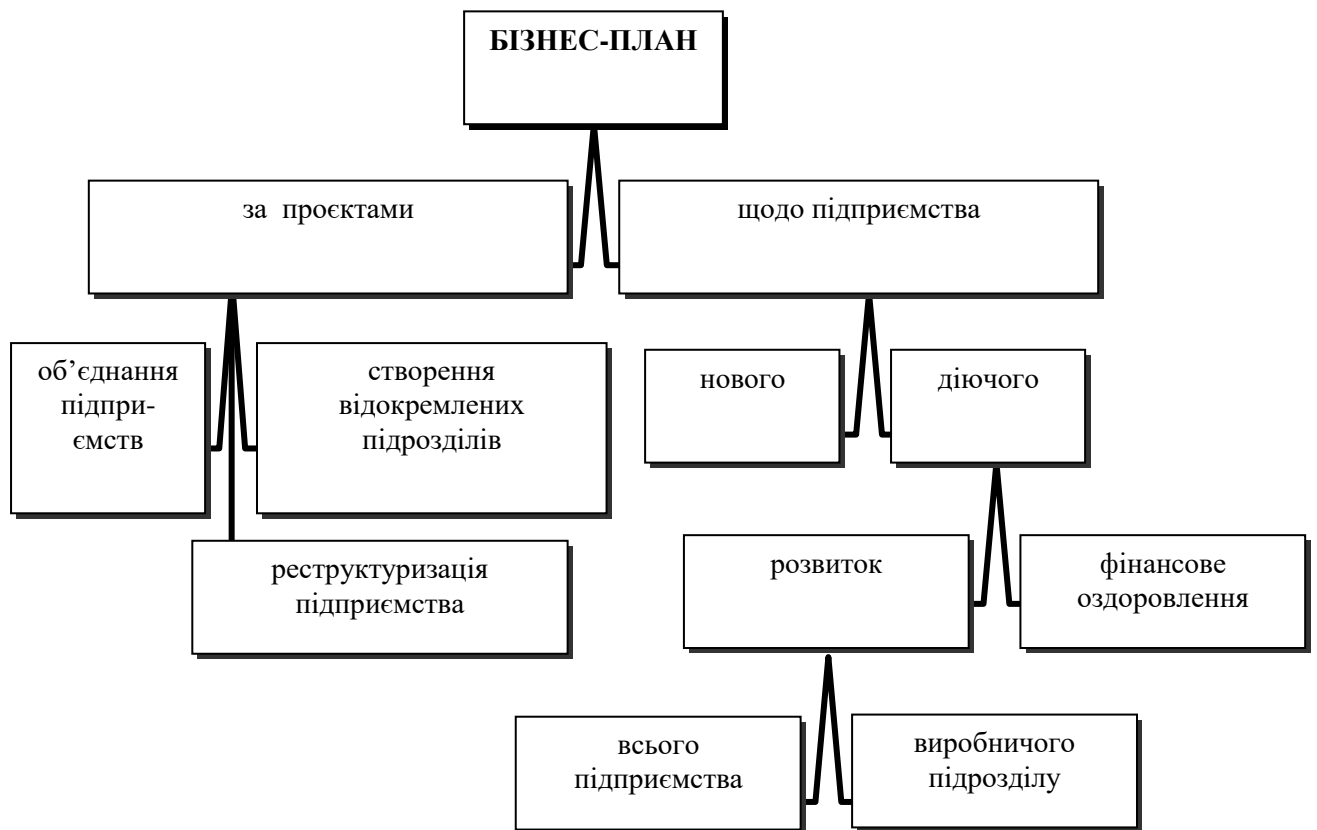 БІЗНЕС-ПЛАН
за проєктами
щодо підприємства
об’єднання
підпри-
ємств
створення
відокремлених
підрозділів
нового
діючого
реструктуризація
підприємства
розвиток
фінансове
оздоровлення
всього
підприємства
виробничого
підрозділу